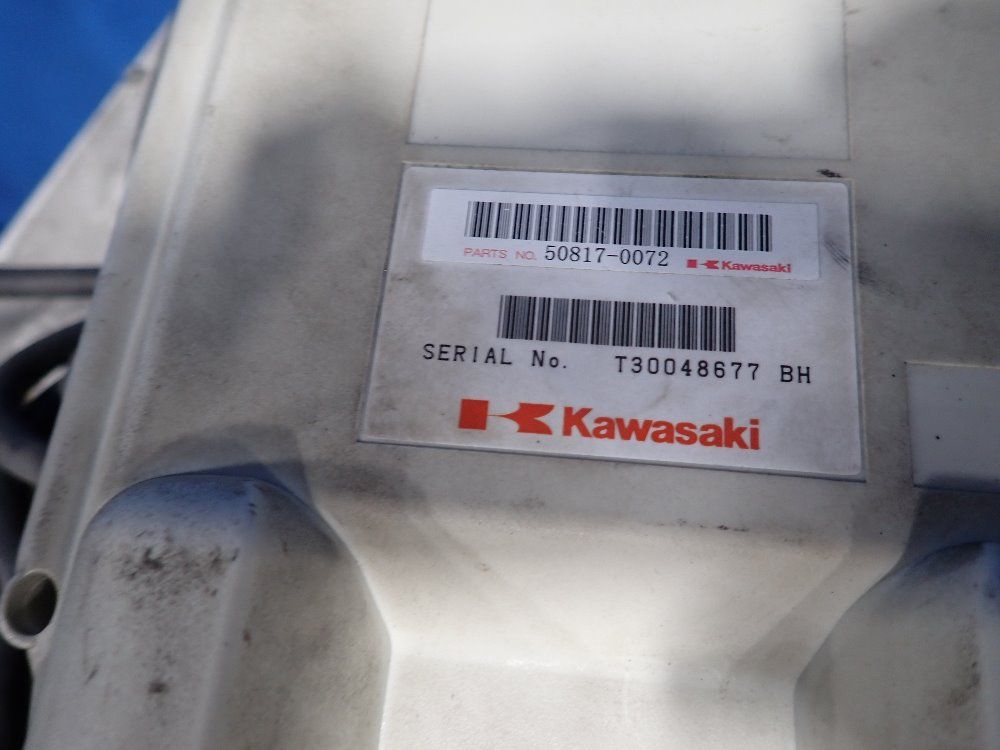 PARTS NO. 50817-0072 Kawasaki
SERIAL No. T30048677 BH
Kawasaki